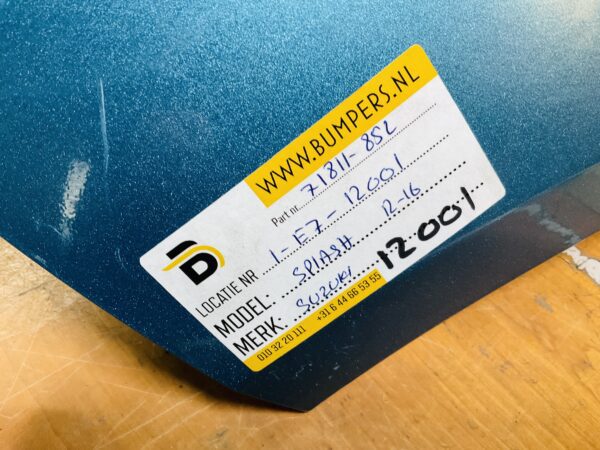 WWW.BUMPERS.NL
Part nr. 71811-85L
D
LOCATIE NR 1-E7-12001
MODEL: SPLASH 12-16
MERK: SUZUKI 12001
010 32 20 111 +31 6 44 66 53 55